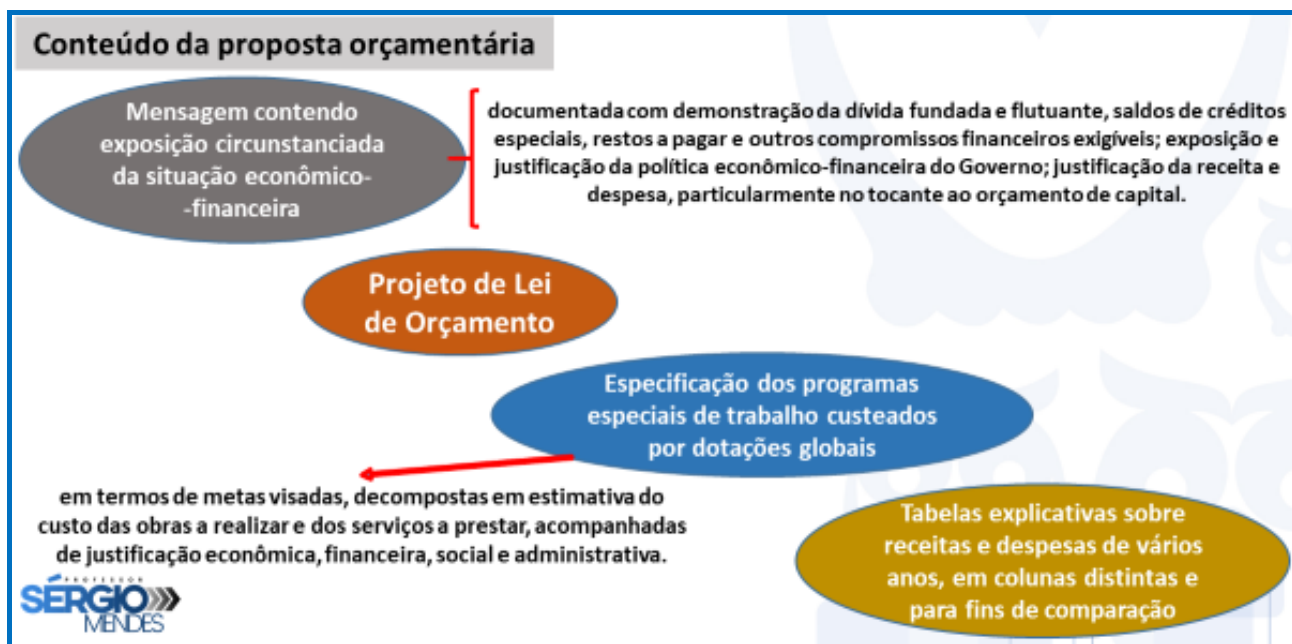 Conteúdo da proposta orçamentária
Mensagem contendo
exposição circunstanciada
da situação econômico-
-financeira
documentada com demonstração da dívida fundada e flutuante, saldos de créditos
especiais, restos a pagar e outros compromissos financeiros exigíveis; exposição e
justificação da política econômico-financeira do Governo; justificação da receita e
despesa, particularmente no tocante ao orçamento de capital.
Projeto de Lei
de Orçamento
Especificação dos programas
especiais de trabalho custeados
por dotações globais
em termos de metas visadas, decompostas em estimativa do
custo das obras a realizar e dos serviços a prestar, acompanhadas
de justificação econômica, financeira, social e administrativa.
Tabelas explicativas sobre
receitas e despesas de vários
anos, em colunas distintas e
para fins de comparação
PROFESSOR
SÉRGIO
MENDES